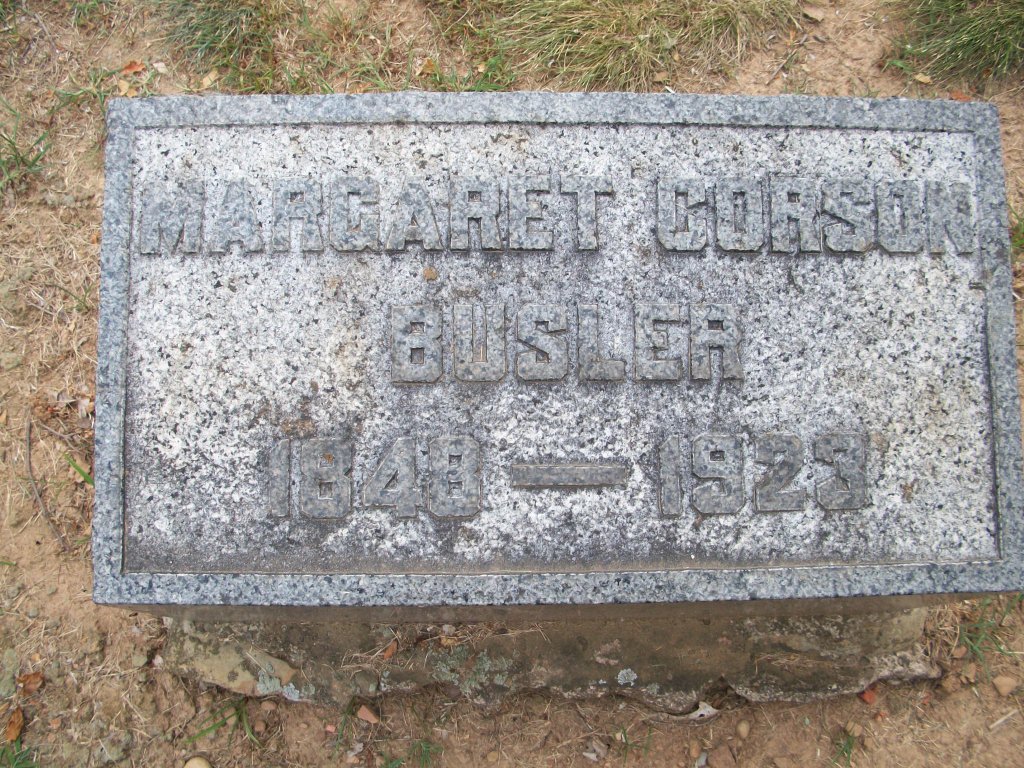 MARGARET CORSON
BUSLER
1848 — 1923